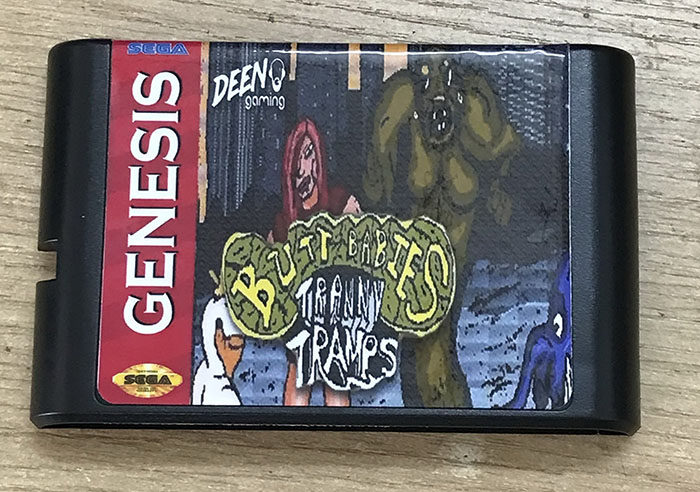 SEGA
GENESIS
SEGA
DEEN
gaming
BUTT BABIES
TRANNY
TRAMPS